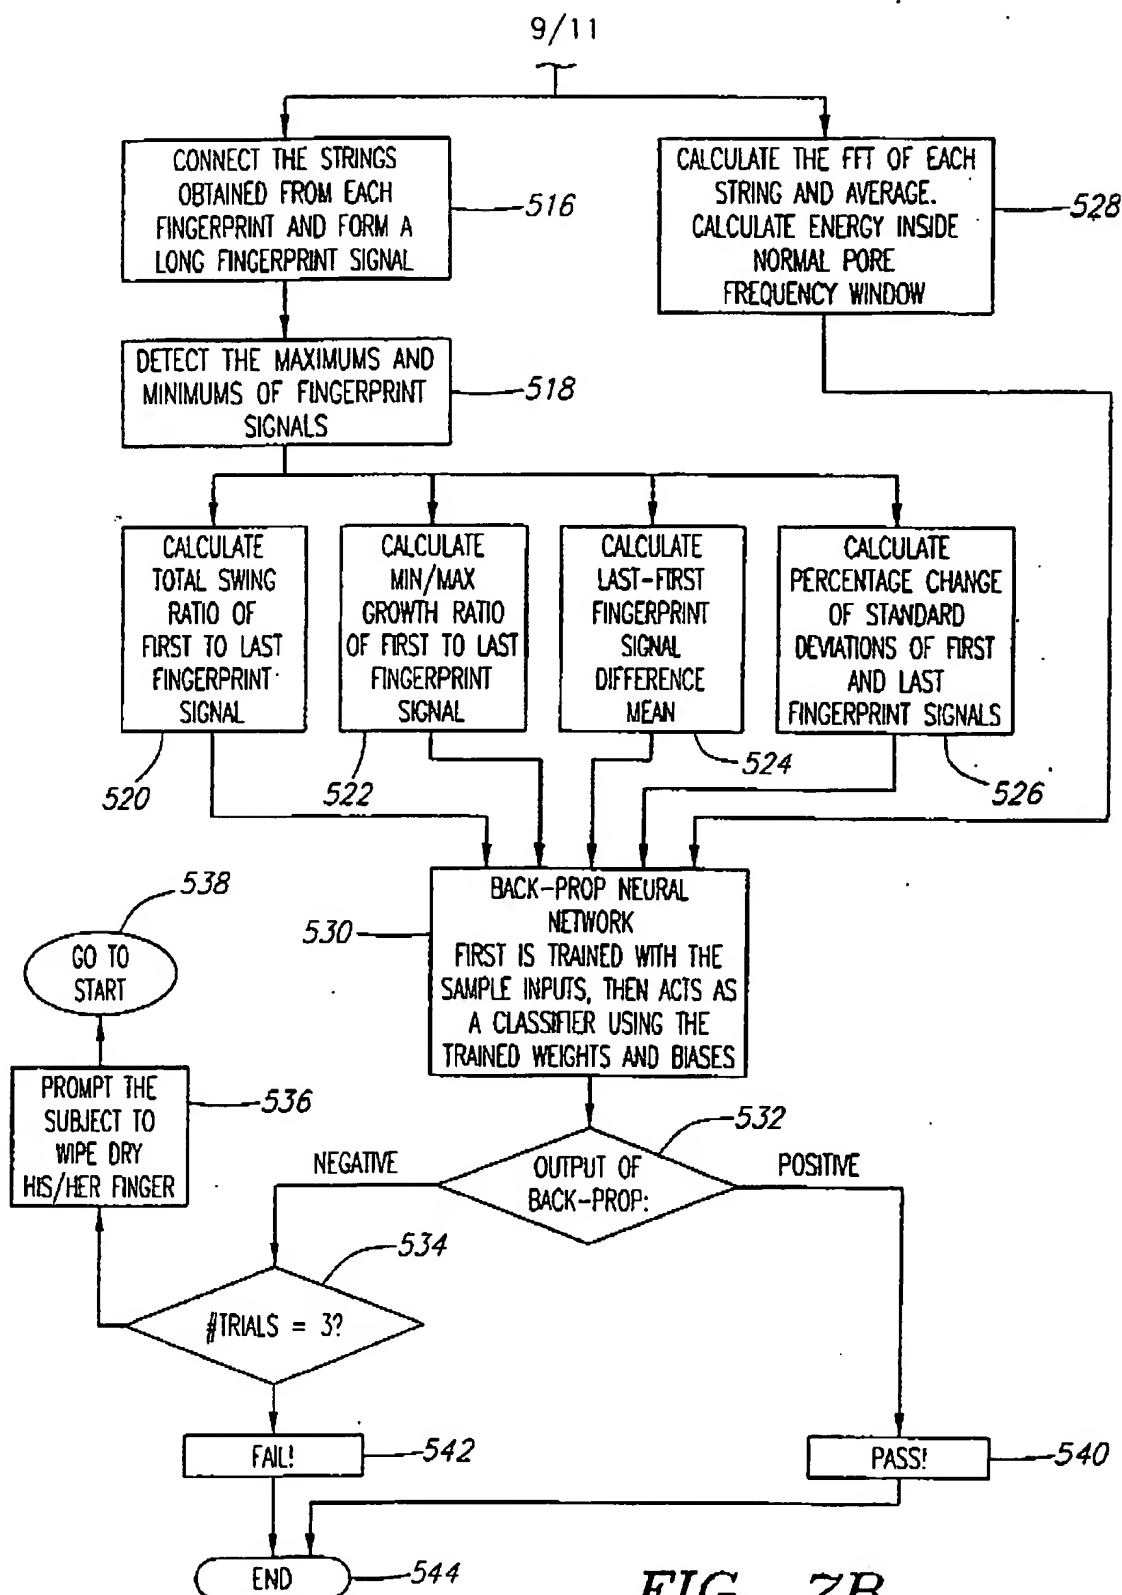 9/11
CONNECT THE STRINGS
OBTAINED FROM EACH
FINGERPRINT AND FORM A
LONG FINGERPRINT SIGNAL
516
CALCULATE THE FFT OF EACH
STRING AND AVERAGE.
CALCULATE ENERGY INSIDE
NORMAL PORE
FREQUENCY WINDOW
528
DETECT THE MAXIMUMS AND
MINIMUMS OF FINGERPRINT
SIGNALS
518
CALCULATE
TOTAL SWING
RATIO OF
FIRST TO LAST
FINGERPRINT
SIGNAL
520
CALCULATE
MIN/MAX
GROWTH RATIO
OF FIRST TO LAST
FINGERPRINT
SIGNAL
522
CALCULATE
LAST-FIRST
FINGERPRINT
SIGNAL
DIFFERENCE
MEAN
524
CALCULATE
PERCENTAGE CHANGE
OF STANDARD
DEVIATIONS OF FIRST
AND LAST
FINGERPRINT SIGNALS
526
BACK-PROP NEURAL
NETWORK
FIRST IS TRAINED WITH THE
SAMPLE INPUTS, THEN ACTS AS
A CLASSIFIER USING THE
TRAINED WEIGHTS AND BIASES
530
538
GO TO
START
PROMPT THE
SUBJECT TO
WIPE DRY
HIS/HER FINGER
536
532
NEGATIVE
OUTPUT OF
BACK-PROP:
POSITIVE
534
#TRIALS = 3?
FAIL!
542
PASS!
540
END
544
FIG. 7B